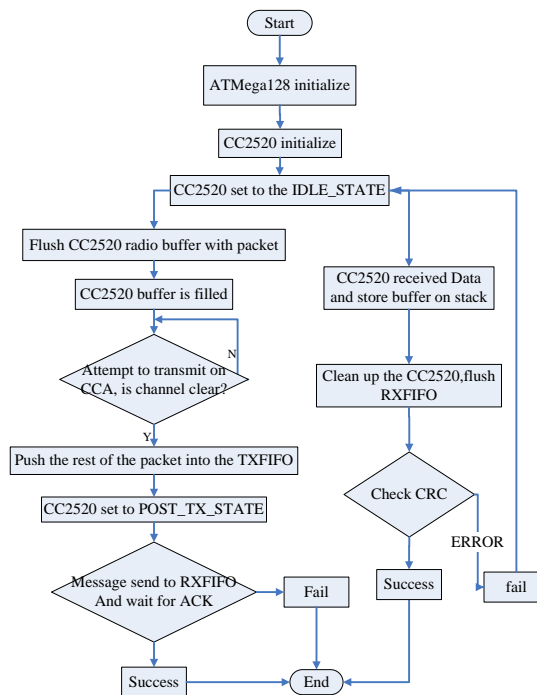 Start
ATMega128 initialize
CC2520 initialize
CC2520 set to the IDLE_STATE
Flush CC2520 radio buffer with packet
CC2520 buffer is filled
N
Attempt to transmit on
CCA, is channel clear?
Y
Push the rest of the packet into the TXFIFO
CC2520 set to POST_TX_STATE
Message send to RXFIFO
And wait for ACK
Fail
Success
End
CC2520 received Data
and store buffer on stack
Clean up the CC2520,flush
RXFIFO
Check CRC
ERROR
Success
fail